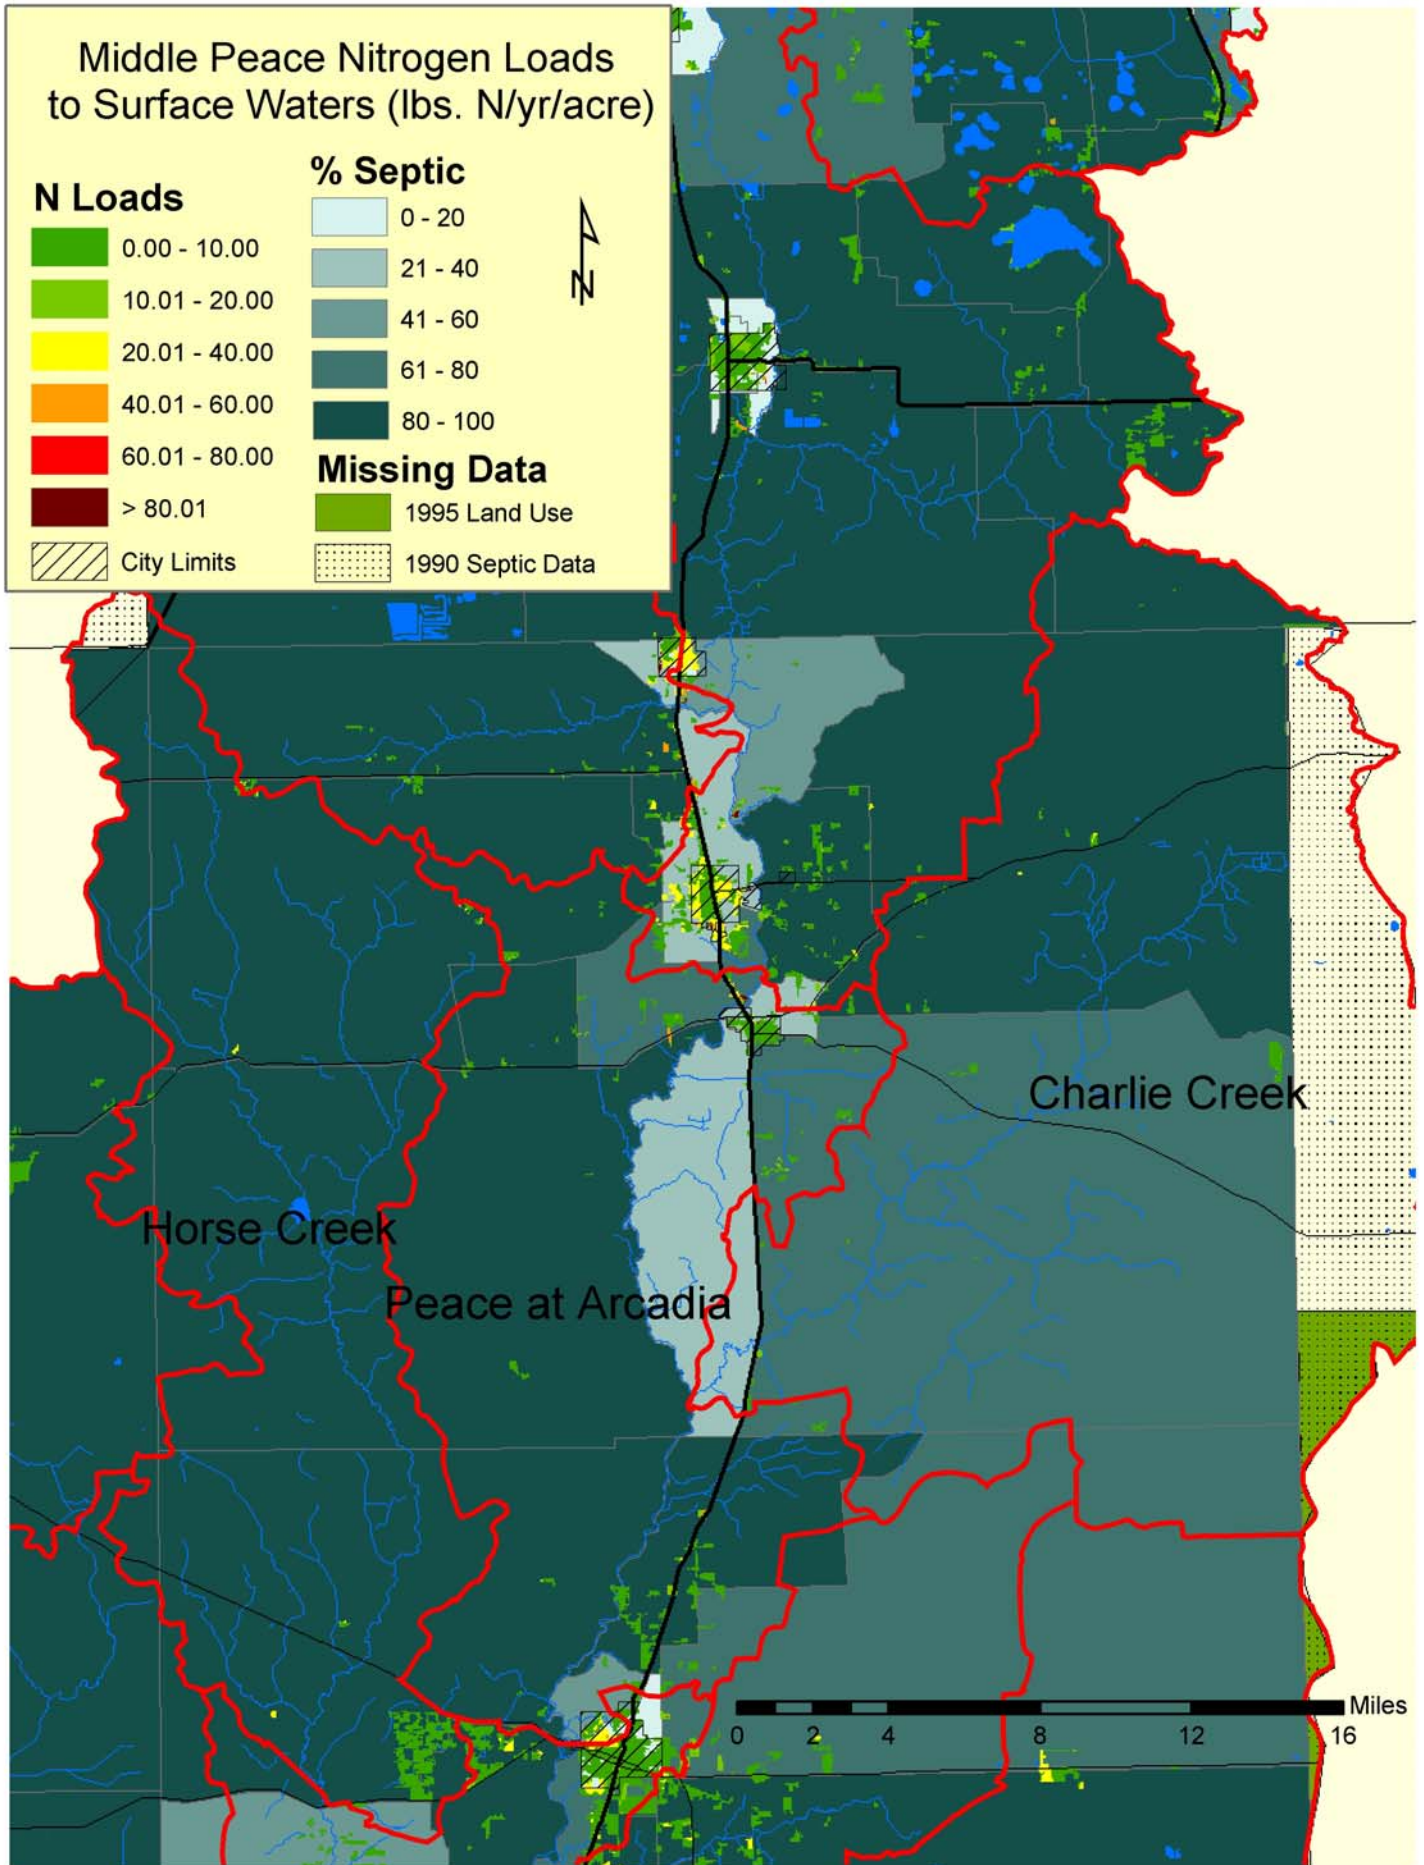 Middle Peace Nitrogen Loads
to Surface Waters (lbs. N/yr/acre)
N Loads
0.00 - 10.00
10.01 - 20.00
20.01 - 40.00
40.01 - 60.00
60.01 - 80.00
> 80.01
City Limits
% Septic
0 - 20
21 - 40
41 - 60
61 - 80
80 - 100
Missing Data
1995 Land Use
1990 Septic Data
N
Charlie Creek
Horse Creek
Peace at Arcadia
Miles
0 2 4 8 12 16